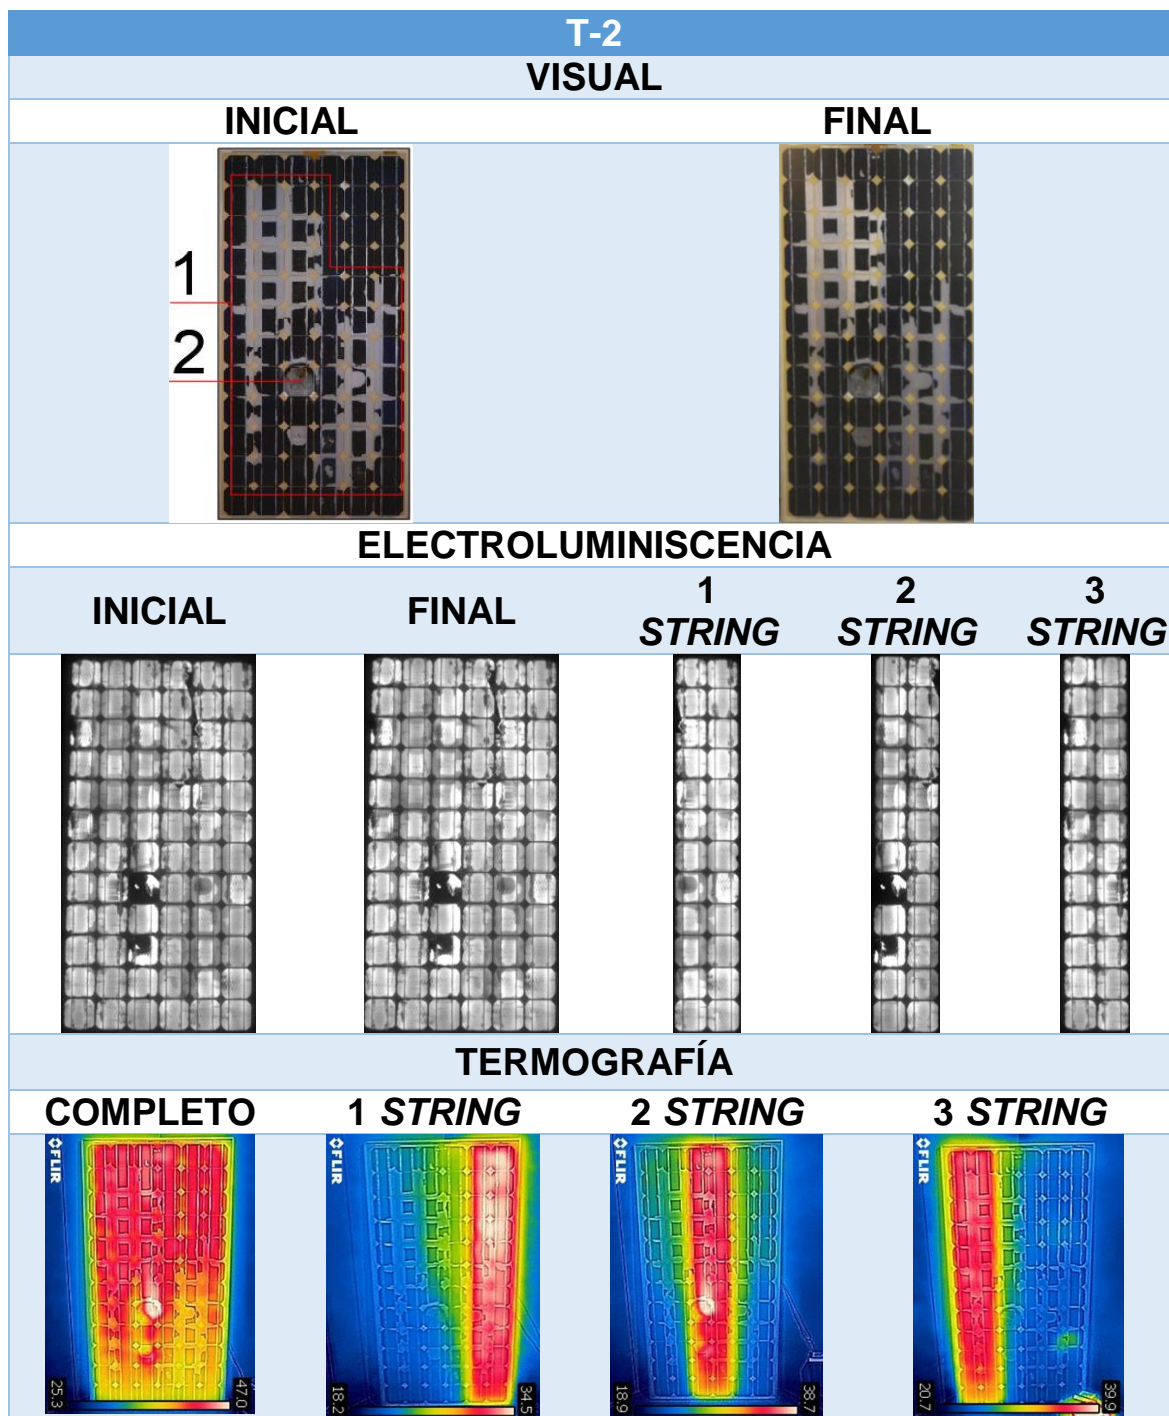 T-2
VISUAL
INICIAL FINAL
1
2
ELECTROLUMINISCENCIA
INICIAL FINAL 1 STRING 2 STRING 3 STRING
TERMOGRAFÍA
COMPLETO 1 STRING 2 STRING 3 STRING
FLIR FLIR FLIR FLIR
25.3 47.0 18.2 34.5 18.9 38.7 20.7 39.9